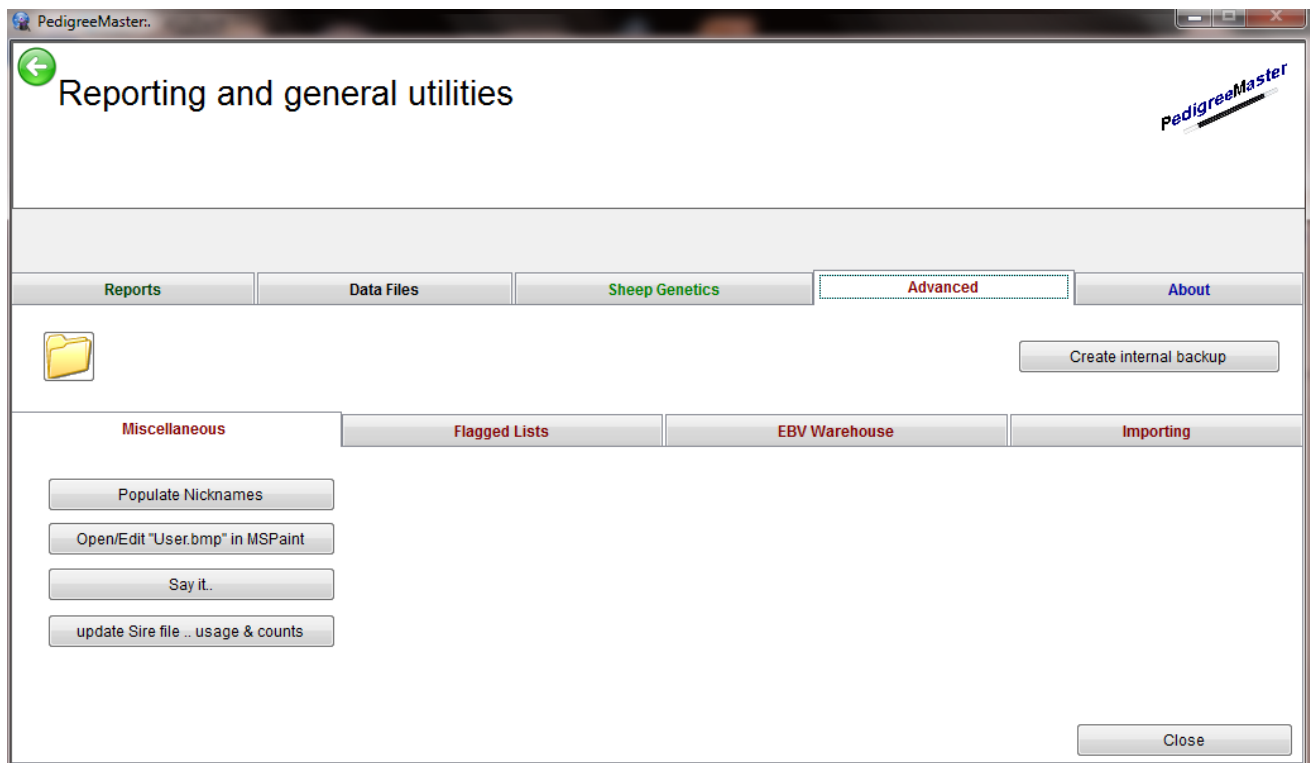 PedigreeMaster:.
Reporting and general utilities
PedigreeMaster
Reports Data Files Sheep Genetics Advanced About
Create internal backup
Miscellaneous Flagged Lists EBV Warehouse Importing
Populate Nicknames
Open/Edit "User.bmp" in MSPaint
Say it..
update Sire file .. usage & counts
Close